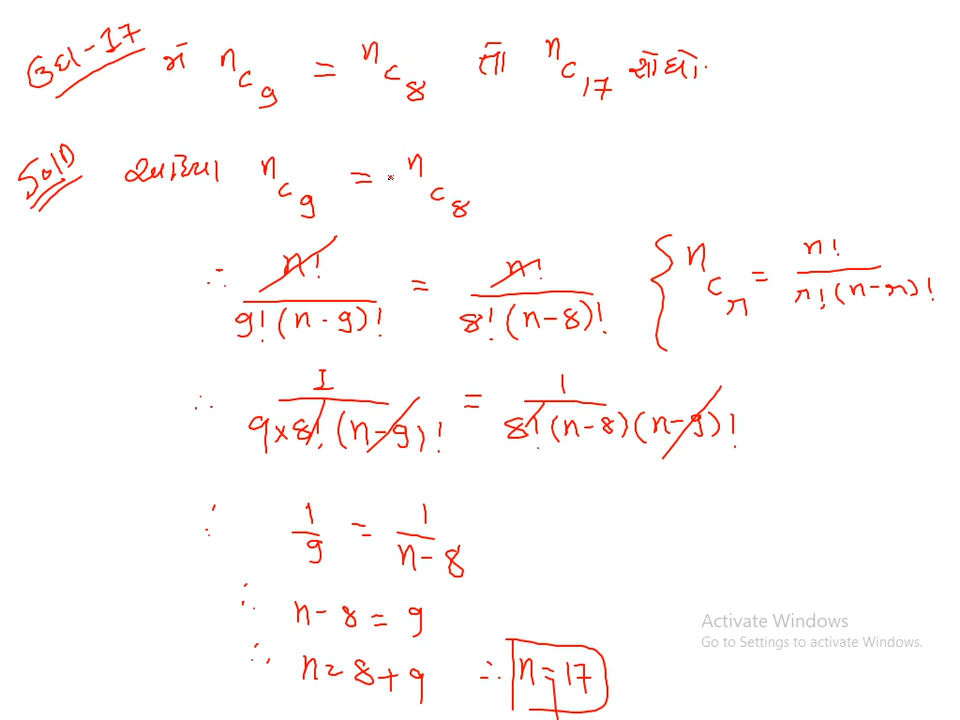 ઉદા-17 જો nC9 = nC8 તો nC17 શોધો.
Solⁿ અહિયા nC9 = nC8
∴ n!/9!(n-9)! = n!/8!(n-8)! { nCr = n!/r!(n-r)!
∴ 1/9×8!(n-9)! = 1/8!(n-8)(n-9)!
∴ 1/9 = 1/n-8
∴ n-8 = 9
∴ n = 8+9 ∴ n = 17
Activate Windows
Go to Settings to activate Windows.